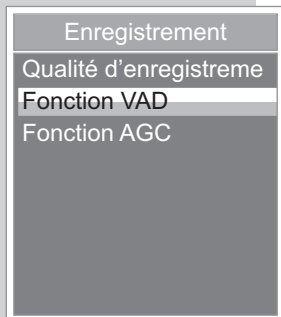 Enregistrement
Qualité d’enregistreme
Fonction VAD
Fonction AGC